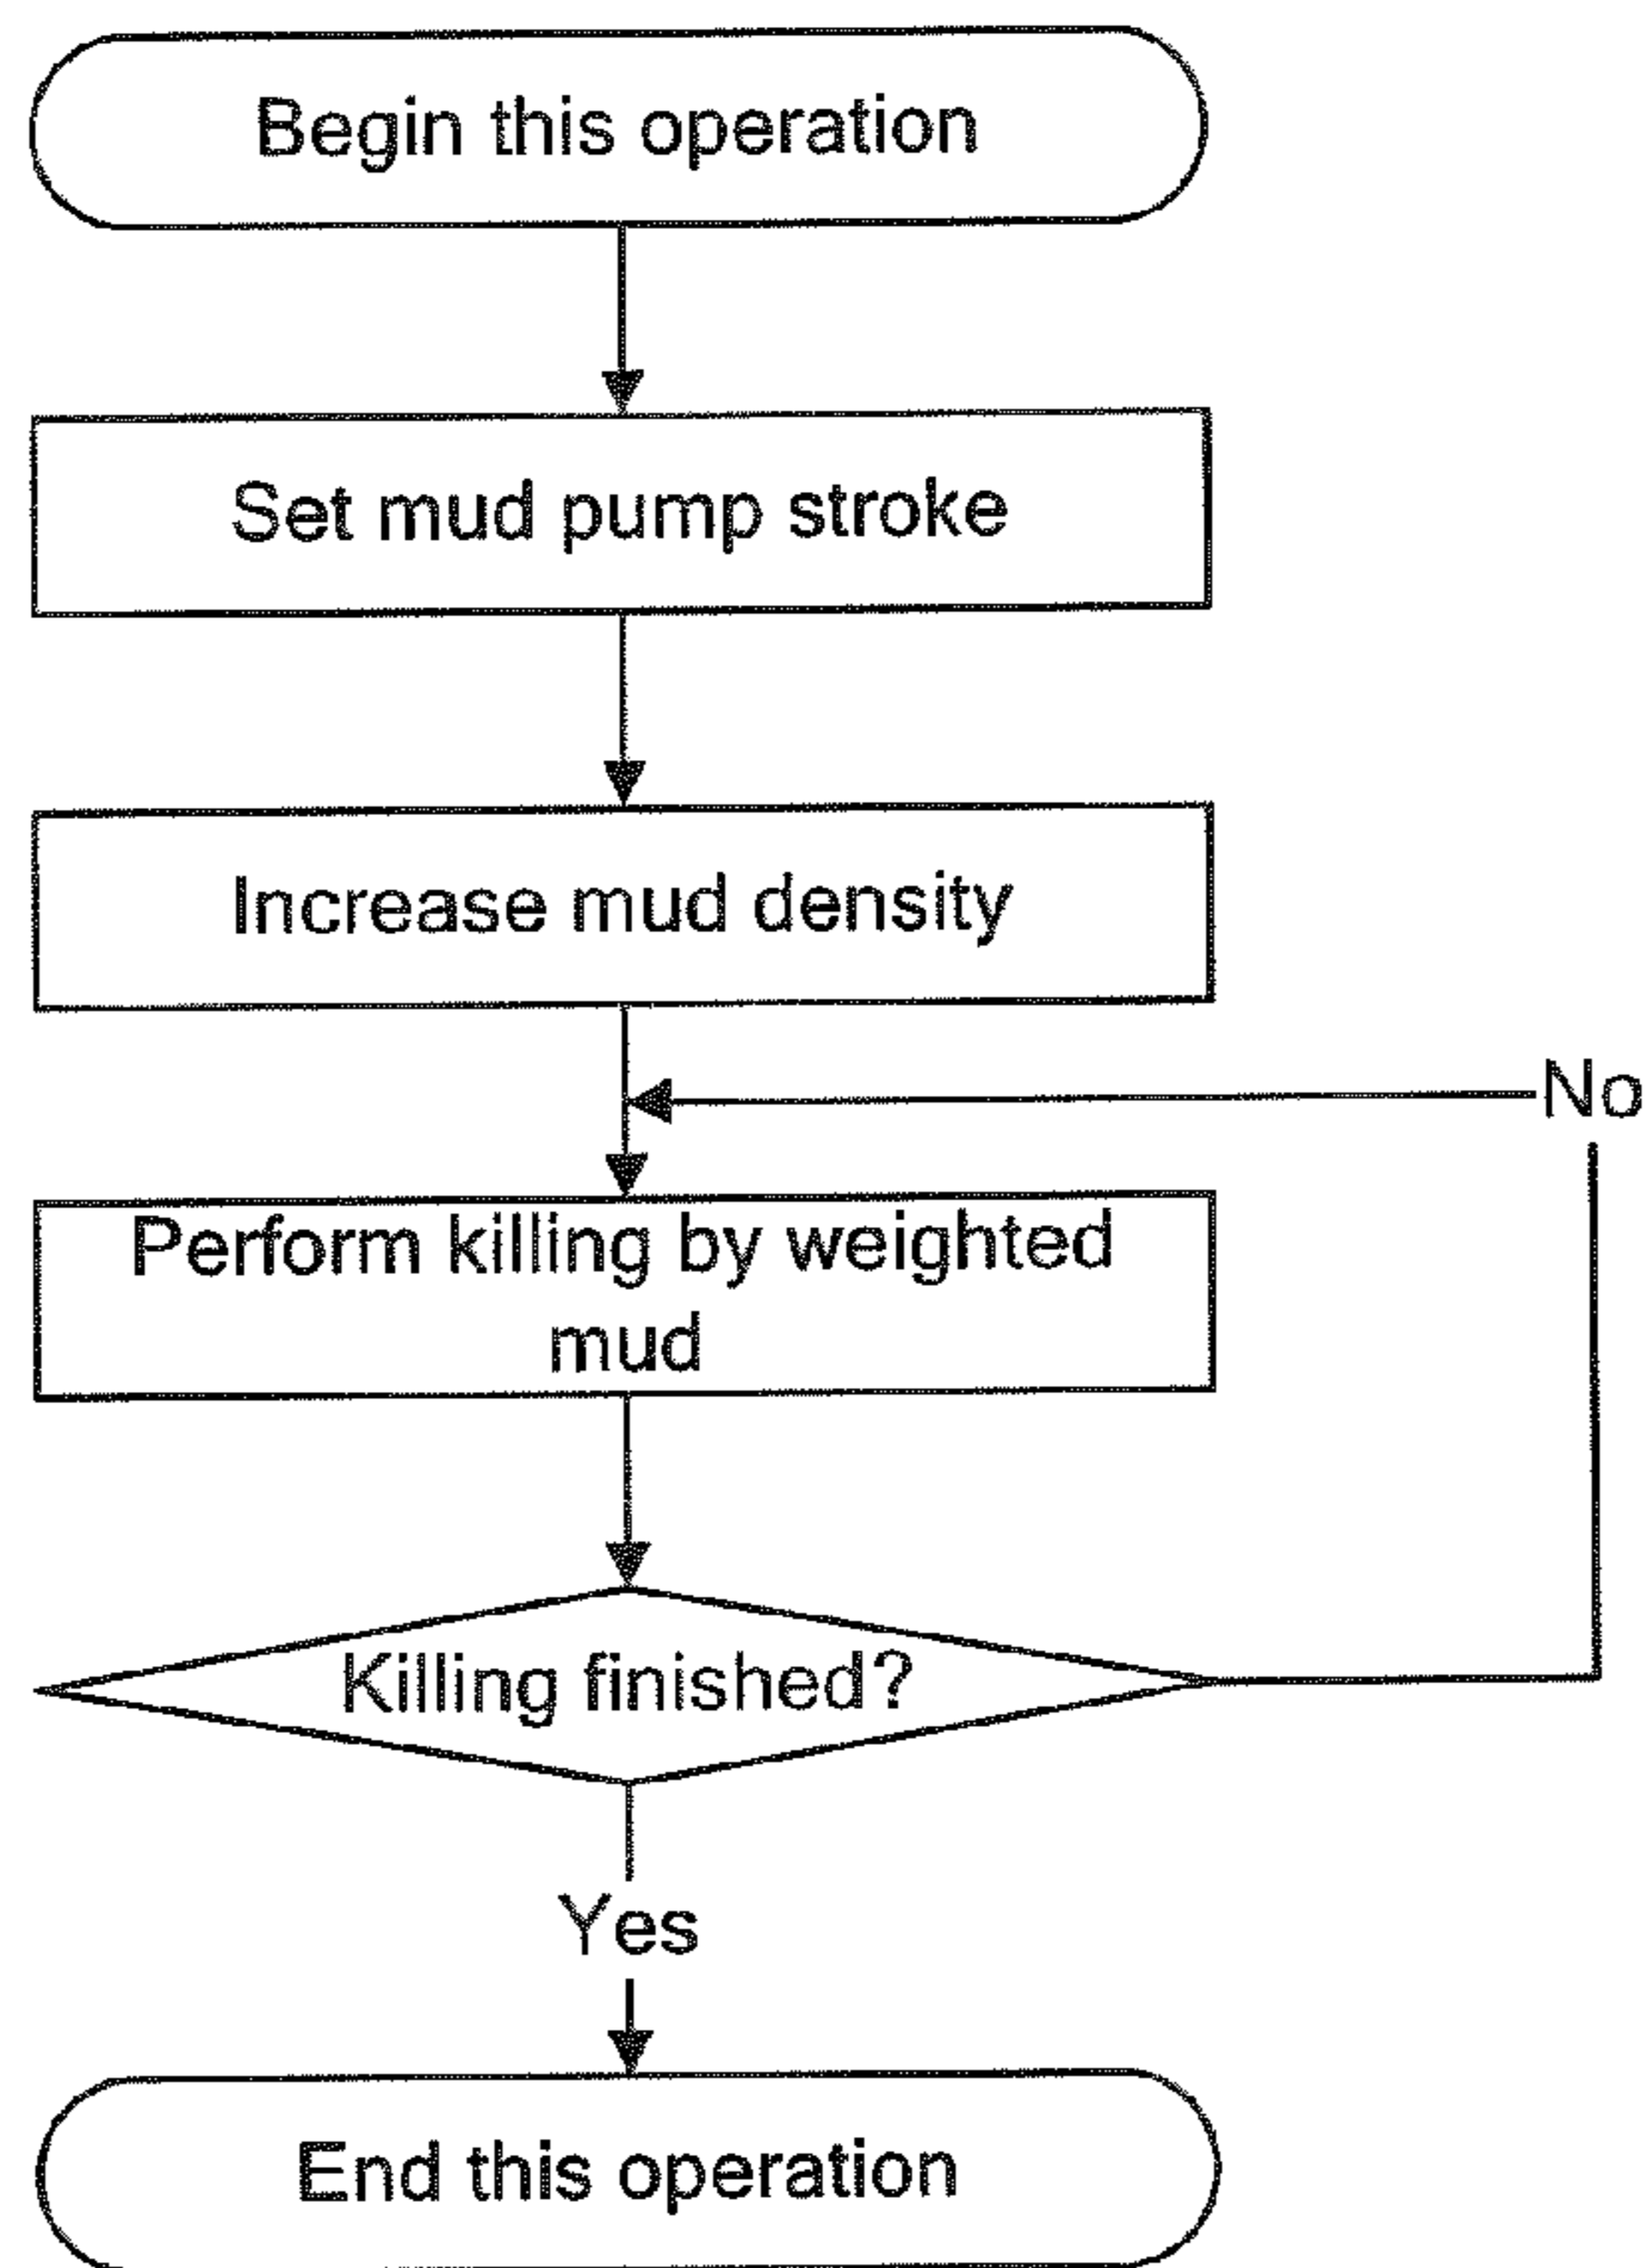 Begin this operation
Set mud pump stroke
Increase mud density
No
Perform killing by weighted
mud
Killing finished?
Yes
End this operation